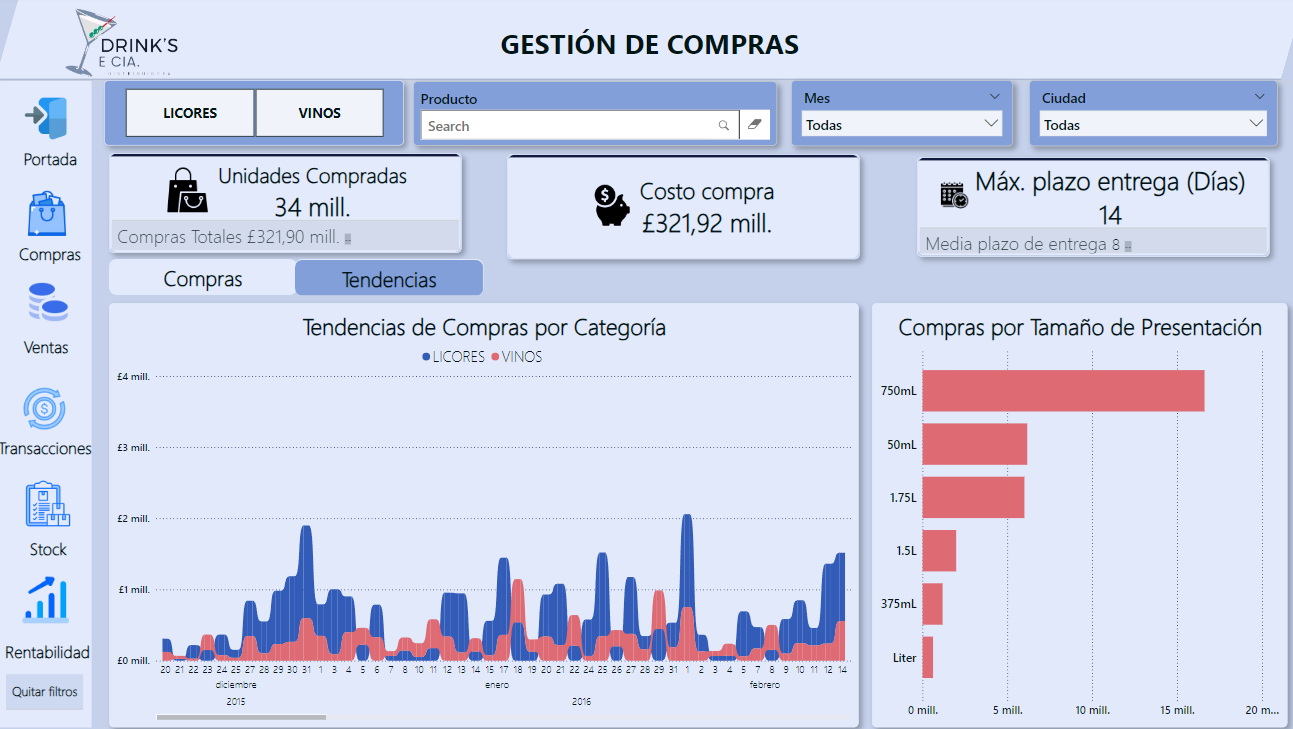 DRINK'S
E CIA.
GESTIÓN DE COMPRAS
LICORES
VINOS
Producto
Search
Mes
Todas
Ciudad
Todas
Portada
Compras
Ventas
Transacciones
Stock
Rentabilidad
Quitar filtros
Unidades Compradas
34 mill.
Compras Totales £321,90 mill.
Costo compra
£321,92 mill.
Máx. plazo entrega (Días)
14
Media plazo de entrega 8
Compras
Tendencias
Tendencias de Compras por Categoría
LICORES VINOS
£4 mill.
£3 mill.
£2 mill.
£1 mill.
£0 mill.
20 21 22 23 24 25 27 28 29 30 31 1 3 4 5 6 7 8 10 11 12 13 14 15 17 18 19 20 21 22 24 25 26 27 28 29 31 1 2 3 4 5 7 8 9 10 11 12 14
diciembre enero febrero
2015 2016
Compras por Tamaño de Presentación
750mL
50mL
1.75L
1.5L
375mL
Liter
0 mill. 5 mill. 10 mill. 15 mill. 20 m...